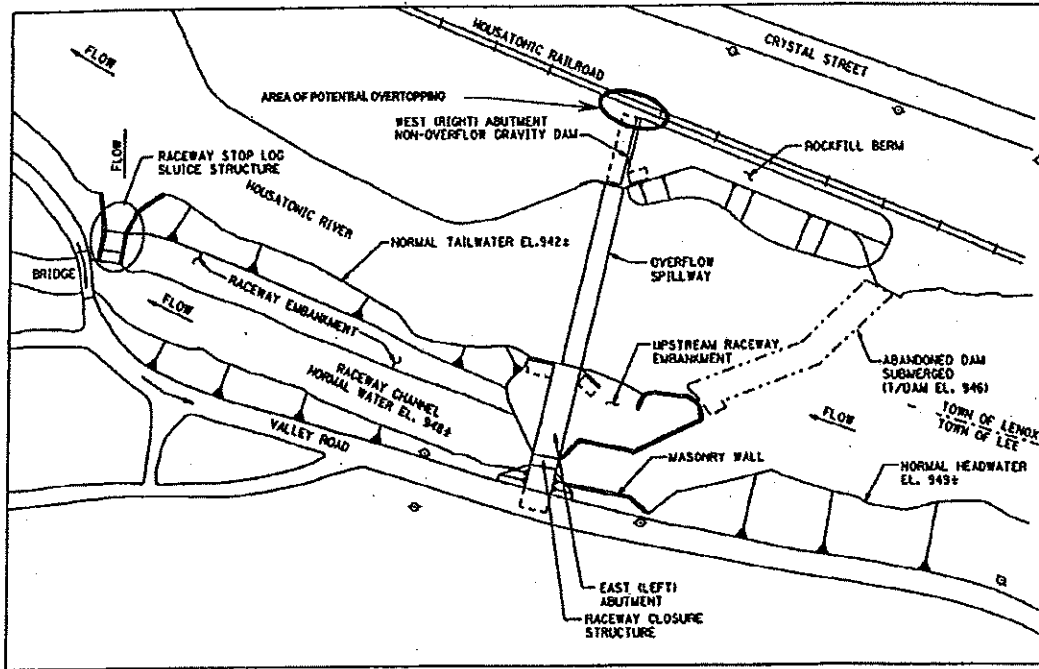 FLOW
HOUSATONIC RAILROAD
CRYSTAL STREET
AREA OF POTENTIAL OVERTOPPING
WEST (RIGHT) ABUTMENT
NON-OVERFLOW GRAVITY DAM
ROCKFILL BERM
FLOW
RACEWAY STOP LOG
SLUICE STRUCTURE
HOUSATONIC RIVER
NORMAL TAILWATER EL.942±
OVERFLOW
SPILLWAY
BRIDGE
RACEWAY EMBANKMENT
FLOW
UPSTREAM RACEWAY
EMBANKMENT
ABANDONED DAM
SUBMERGED
(T/DAM EL. 946)
RACEWAY CHANNEL
NORMAL WATER EL. 948±
FLOW
TOWN OF LENOX
TOWN OF LEE
VALLEY ROAD
MASONRY WALL
NORMAL HEADWATER
EL. 949±
EAST (LEFT)
ABUTMENT
RACEWAY CLOSURE
STRUCTURE